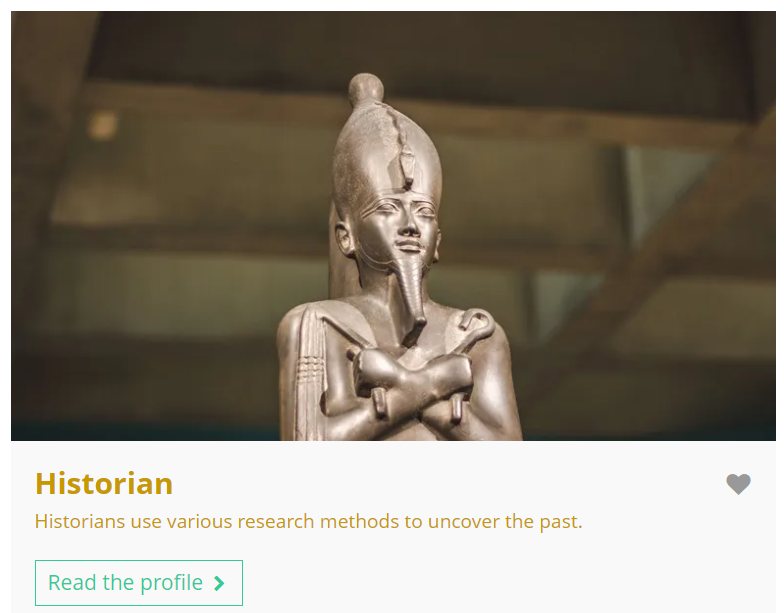 Historian
Historians use various research methods to uncover the past.
Read the profile